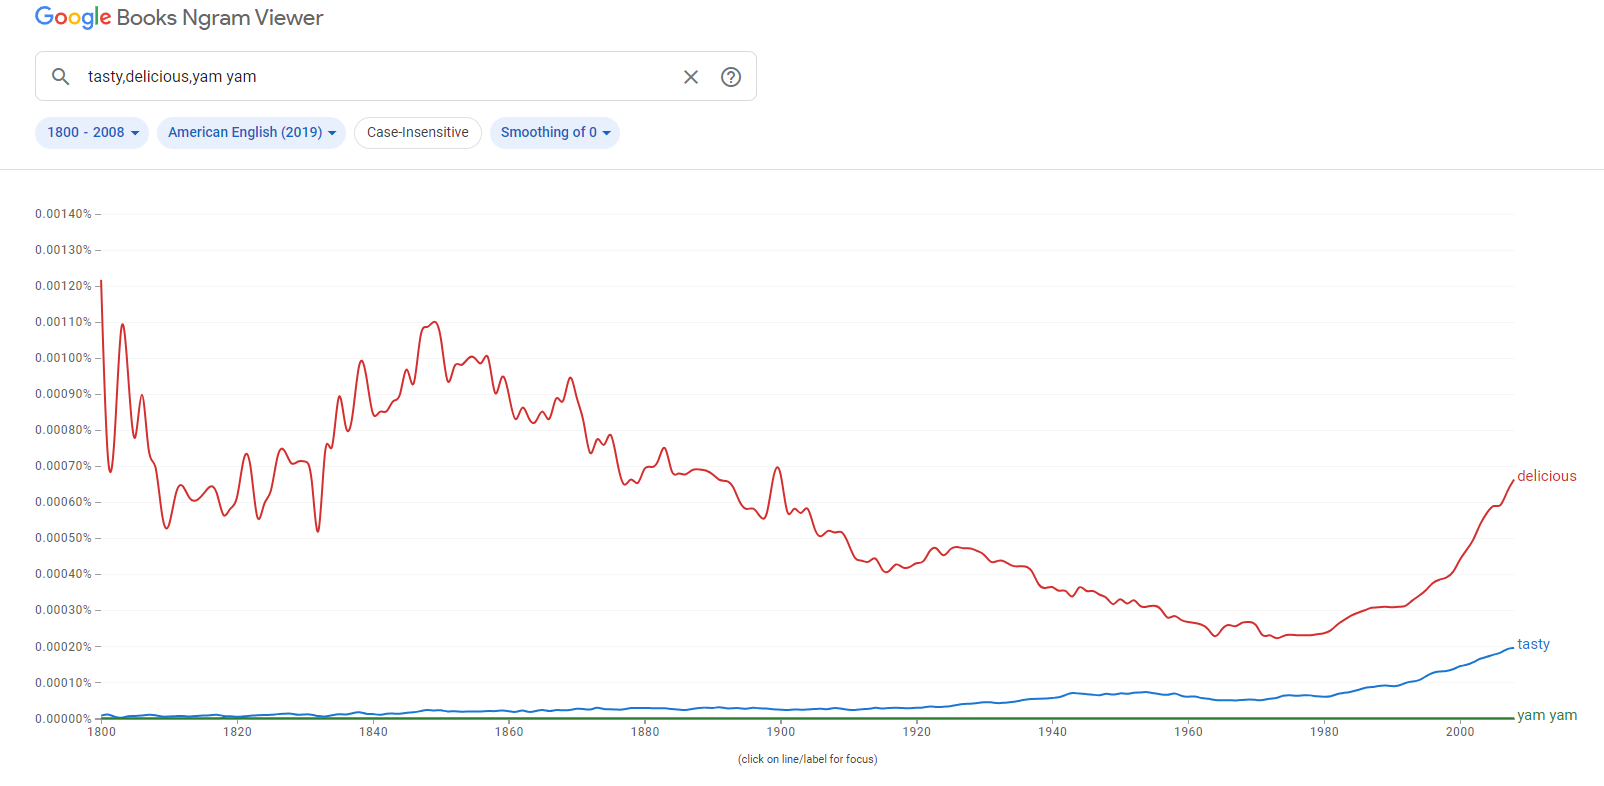 Google Books Ngram Viewer
tasty,delicious,yam yam
1800 - 2008 American English (2019) Case-Insensitive Smoothing of 0
0.00140%
0.00130%
0.00120%
0.00110%
0.00100%
0.00090%
0.00080%
0.00070%
delicious
0.00060%
0.00050%
0.00040%
0.00030%
0.00020%
tasty
0.00010%
0.00000%
yam yam
1800 1820 1840 1860 1880 1900 1920 1940 1960 1980 2000
(click on line/label for focus)